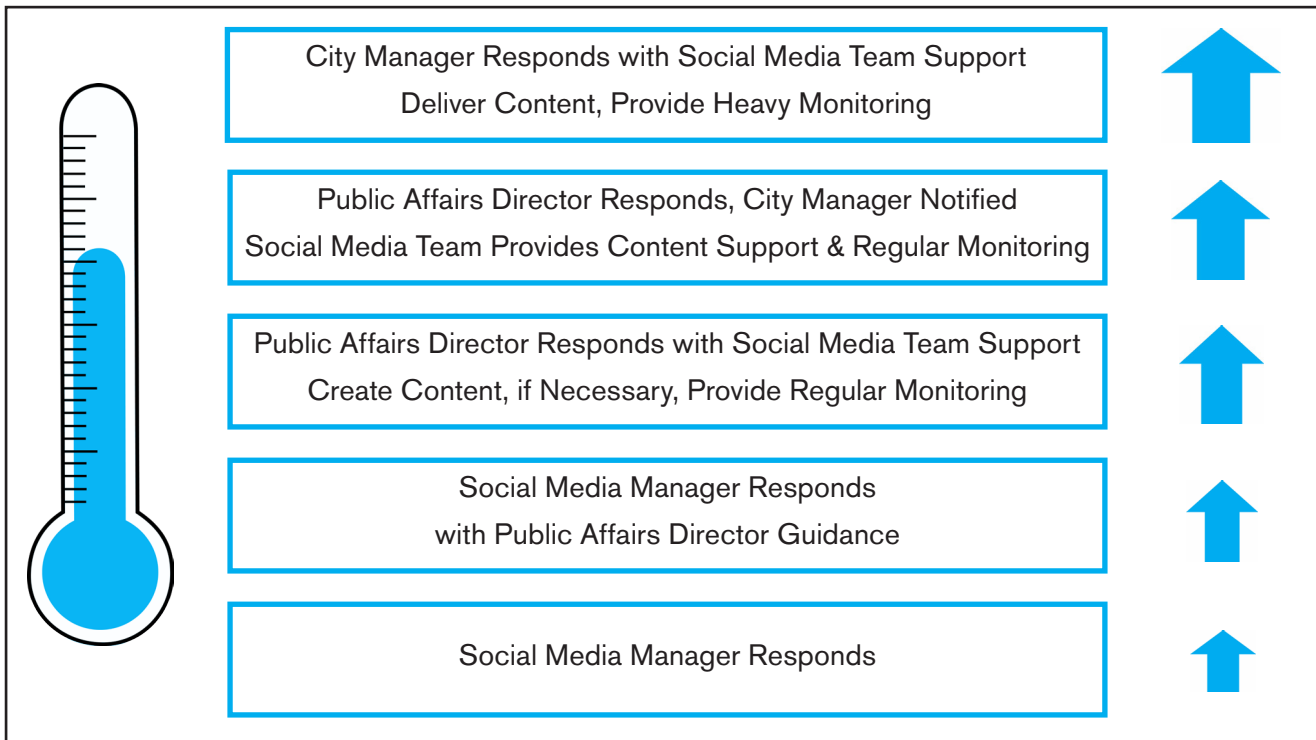 City Manager Responds with Social Media Team Support
Deliver Content, Provide Heavy Monitoring
Public Affairs Director Responds, City Manager Notified
Social Media Team Provides Content Support & Regular Monitoring
Public Affairs Director Responds with Social Media Team Support
Create Content, if Necessary, Provide Regular Monitoring
Social Media Manager Responds
with Public Affairs Director Guidance
Social Media Manager Responds